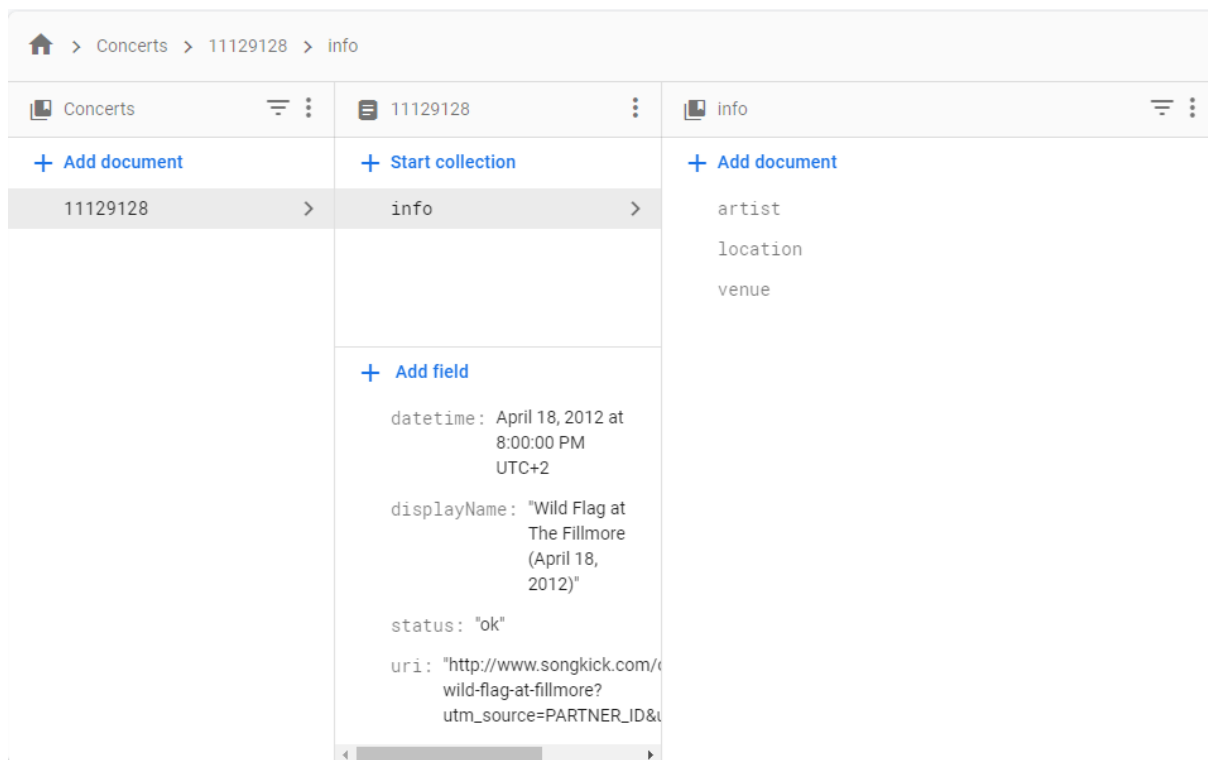 Concerts > 11129128 > info
Concerts
11129128
info
+ Add document
+ Start collection
+ Add document
11129128
info
artist
location
venue
+ Add field
datetime: April 18, 2012 at
8:00:00 PM
UTC+2
displayName: "Wild Flag at
The Fillmore
(April 18,
2012)"
status: "ok"
uri: "http://www.songkick.com/
wild-flag-at-fillmore?
utm_source=PARTNER_ID&